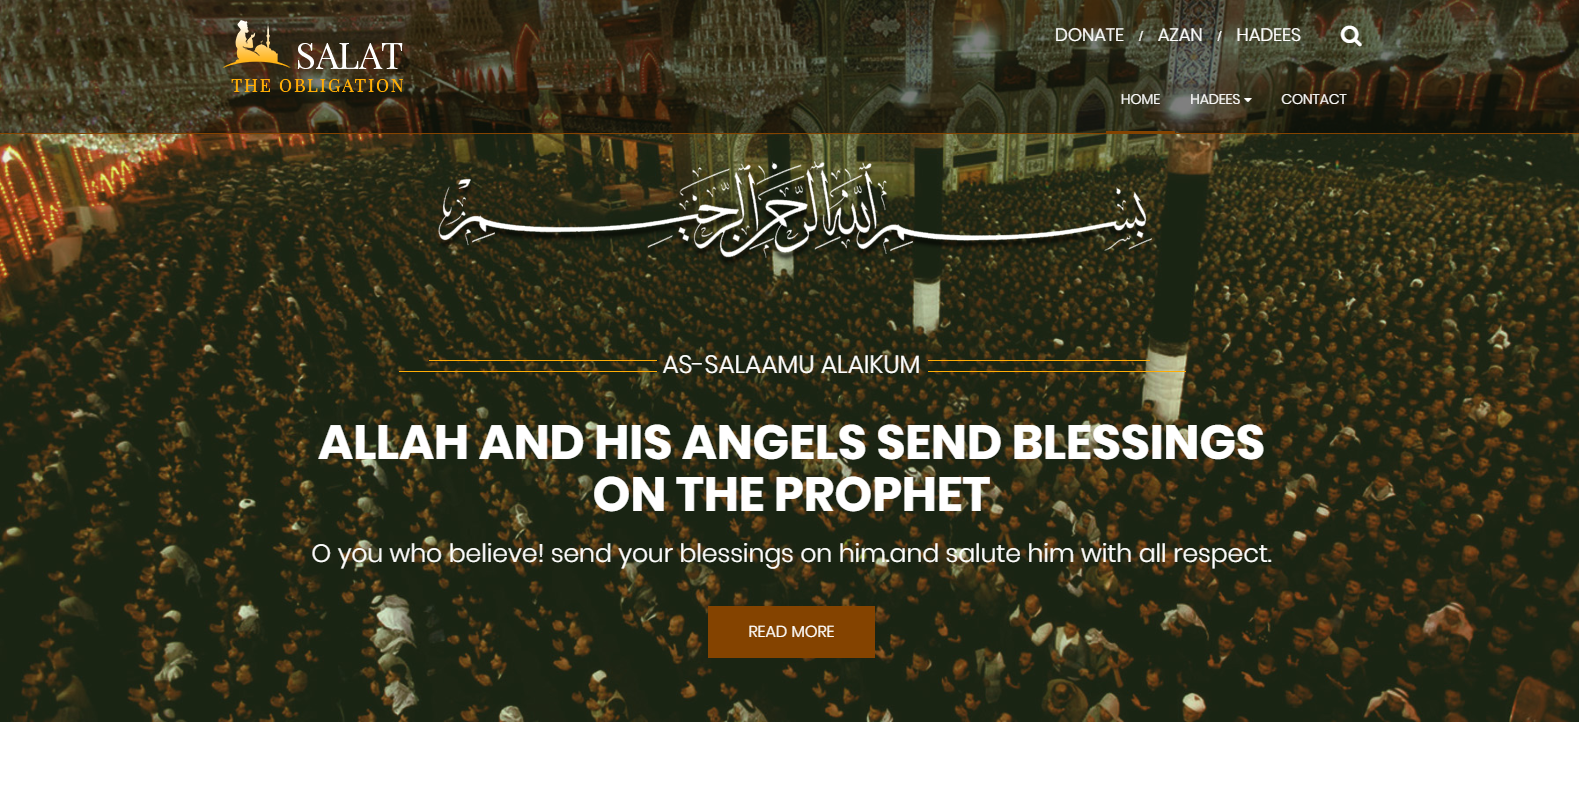 SALAT
THE OBLIGATION
DONATE / AZAN / HADEES
HOME HADEES CONTACT
بسم الله الرحمن الرحيم
AS-SALAAMU ALAIKUM
ALLAH AND HIS ANGELS SEND BLESSINGS
ON THE PROPHET
O you who believe! send your blessings on him.and salute him with all respect.
READ MORE